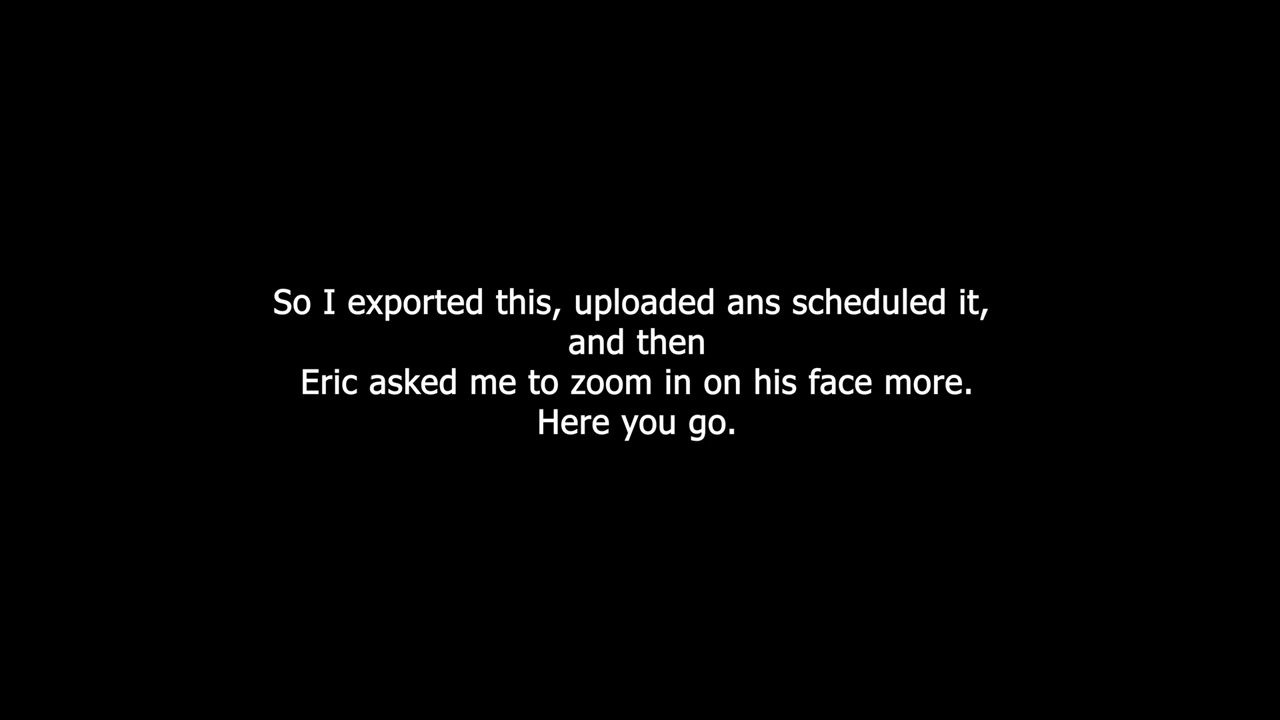 So I exported this, uploaded ans scheduled it,
and then
Eric asked me to zoom in on his face more.
Here you go.